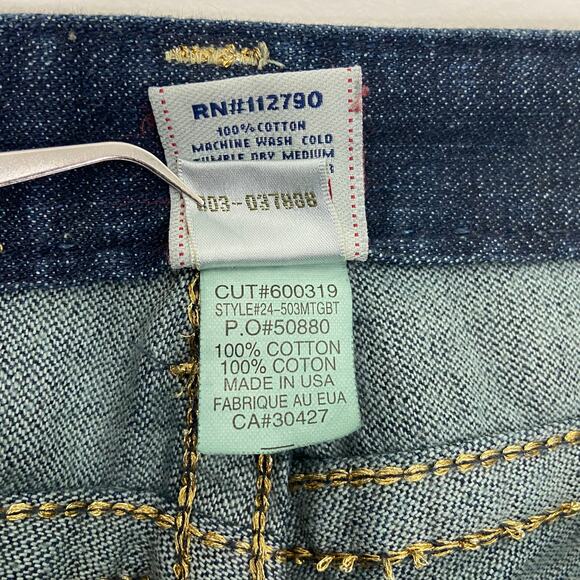 RN#112790
100% COTTON
MACHINE WASH COLD
TUMBLE DRY MEDIUM
03-037888
CUT#600319
STYLE#24-503MTGBT
P.O#50880
100% COTTON
100% COTON
MADE IN USA
FABRIQUE AU EUA
CA#30427